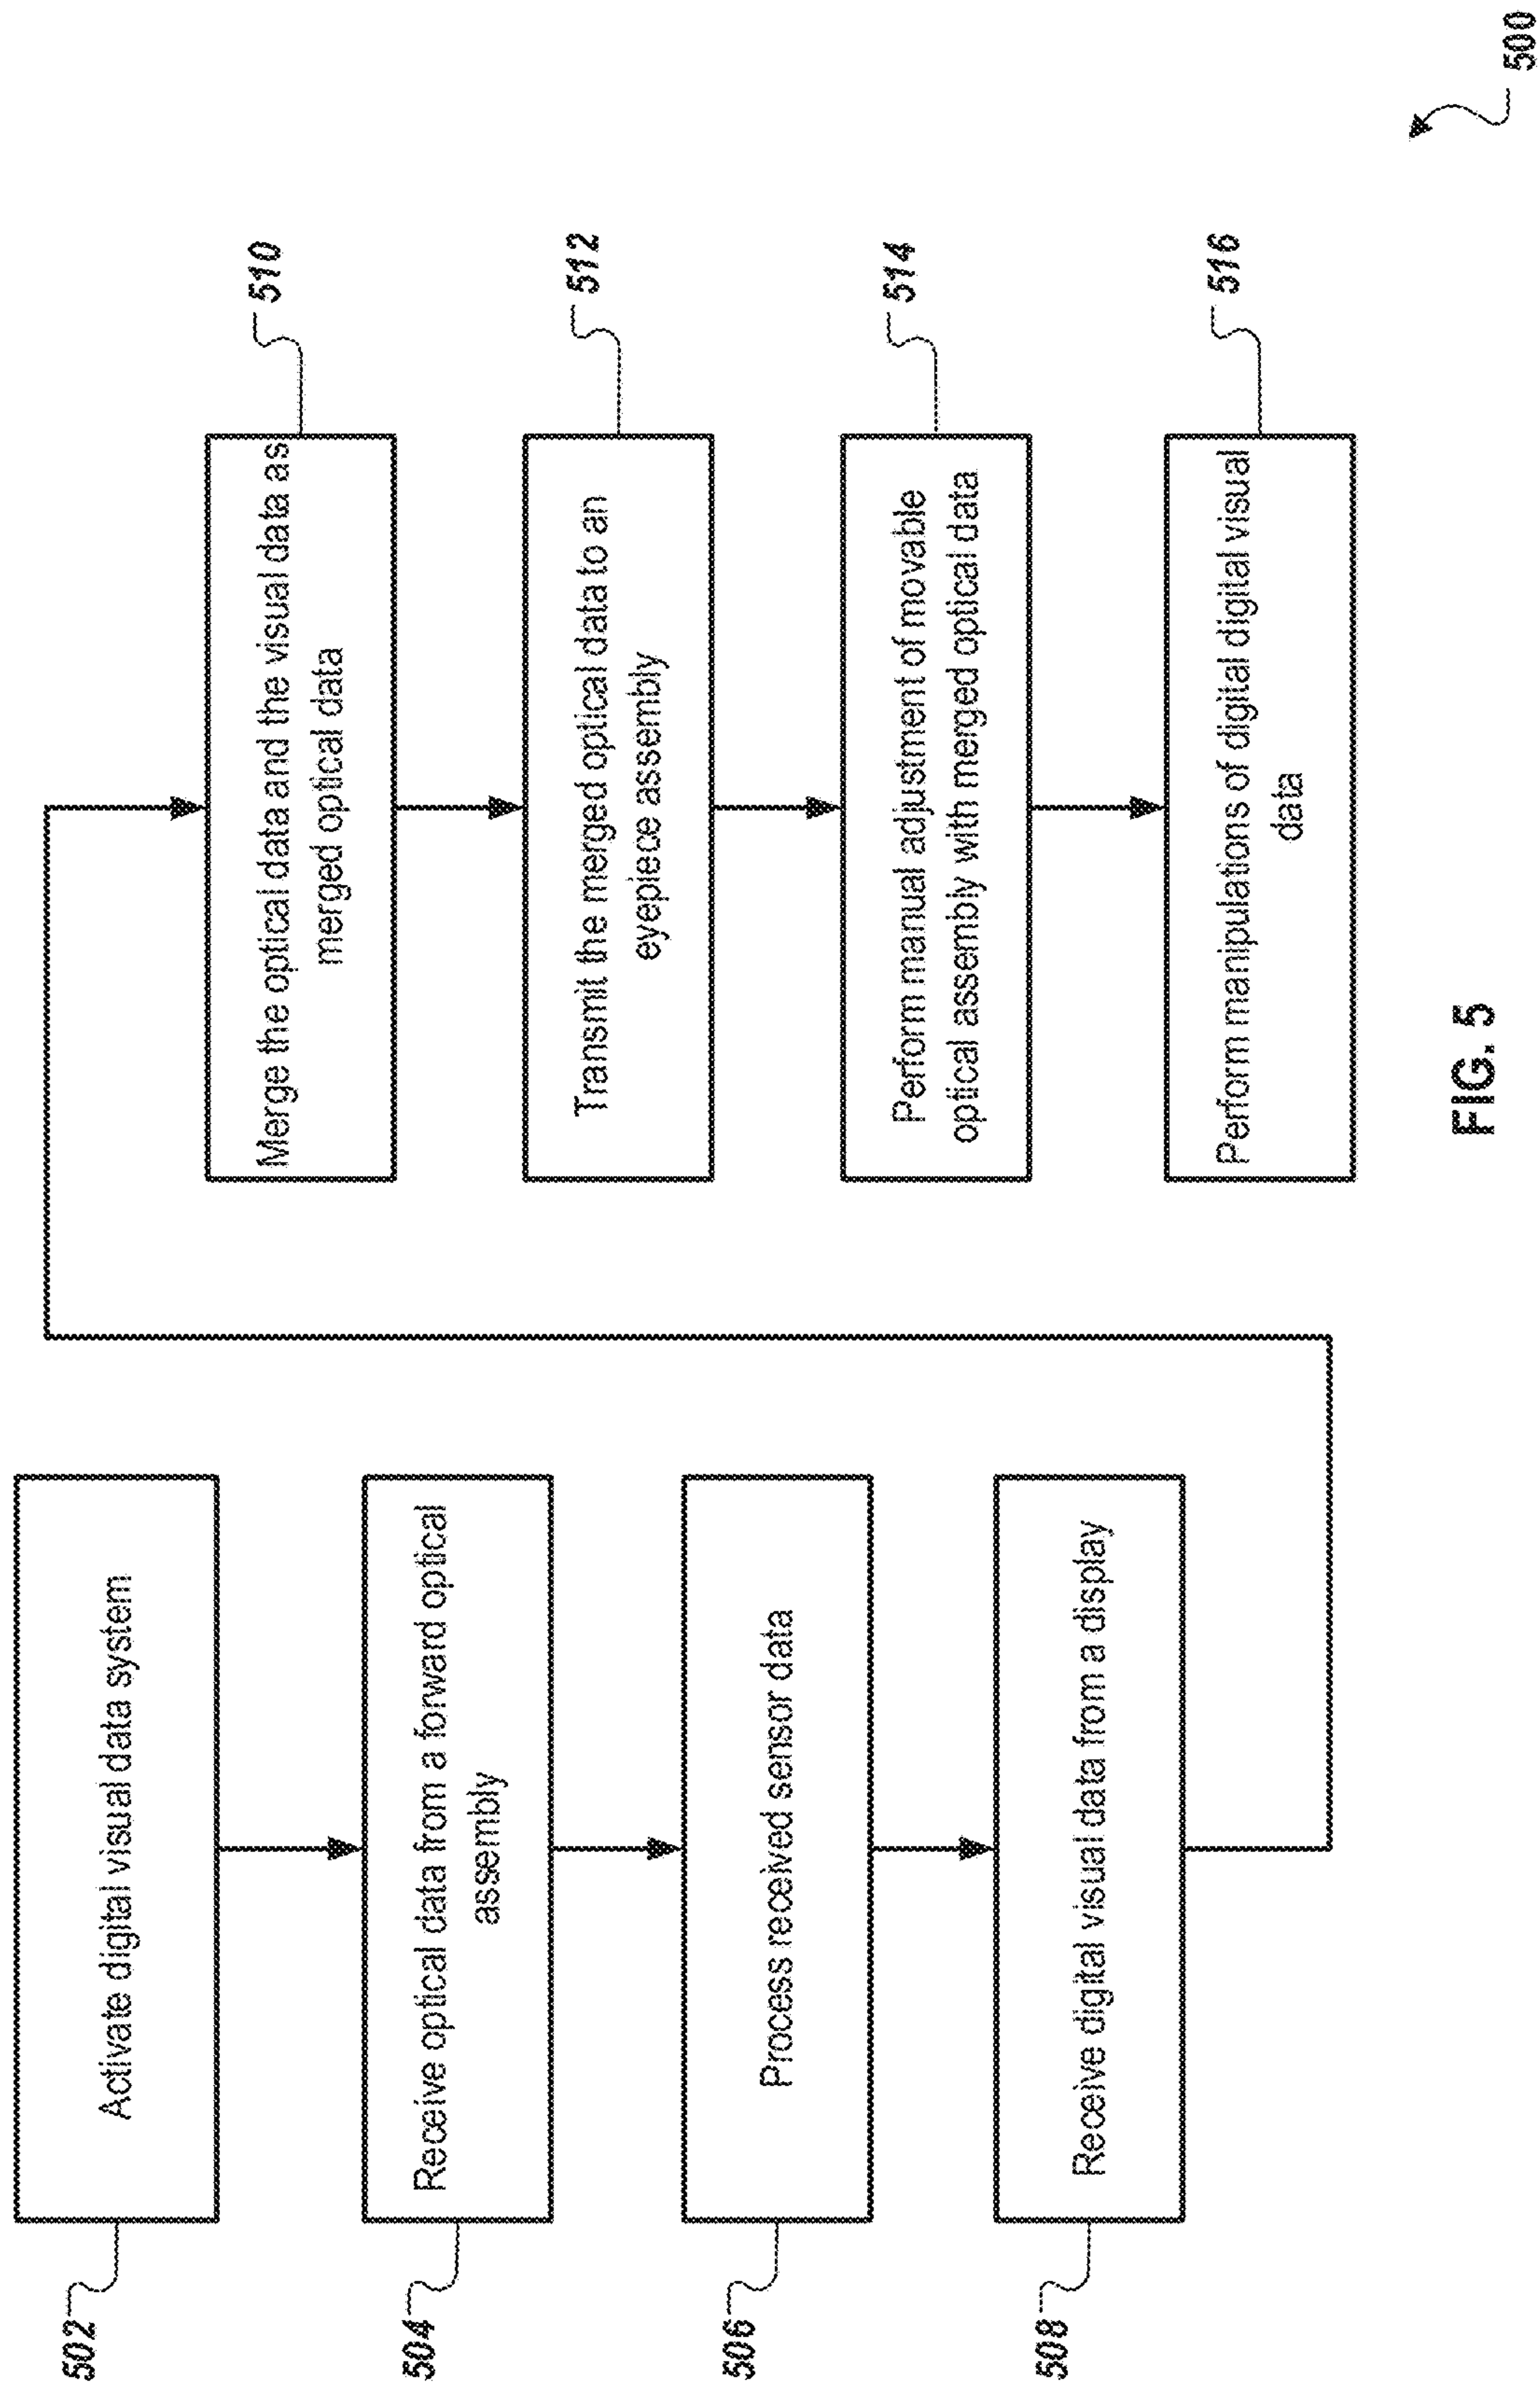 502
Activate digital visual data system
504
Receive optical data from a forward optical
assembly
506
Process received sensor data
508
Receive digital visual data from a display
510
Merge the optical data and the visual data as
merged optical data
512
Transmit the merged optical data to an
eyepiece assembly
514
Perform manual adjustment of movable
optical assembly with merged optical data
516
Perform manipulations of digital digital visual
data
FIG. 5
500